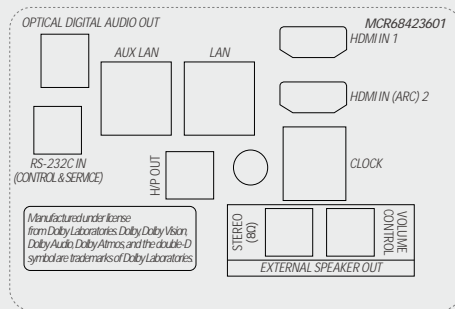 OPTICAL DIGITAL AUDIO OUT
MCR68423601
HDMI IN 1
AUX LAN
LAN
HDMI IN (ARC) 2
RS-232C IN
(CONTROL & SERVICE)
H/P OUT
CLOCK
Manufactured under license
from Dolby Laboratories. Dolby, Dolby Vision,
Dolby Audio, Dolby Atmos, and the double-D
symbol are trademarks of Dolby Laboratories.
STEREO
(8Ω)
VOLUME
CONTROL
EXTERNAL SPEAKER OUT